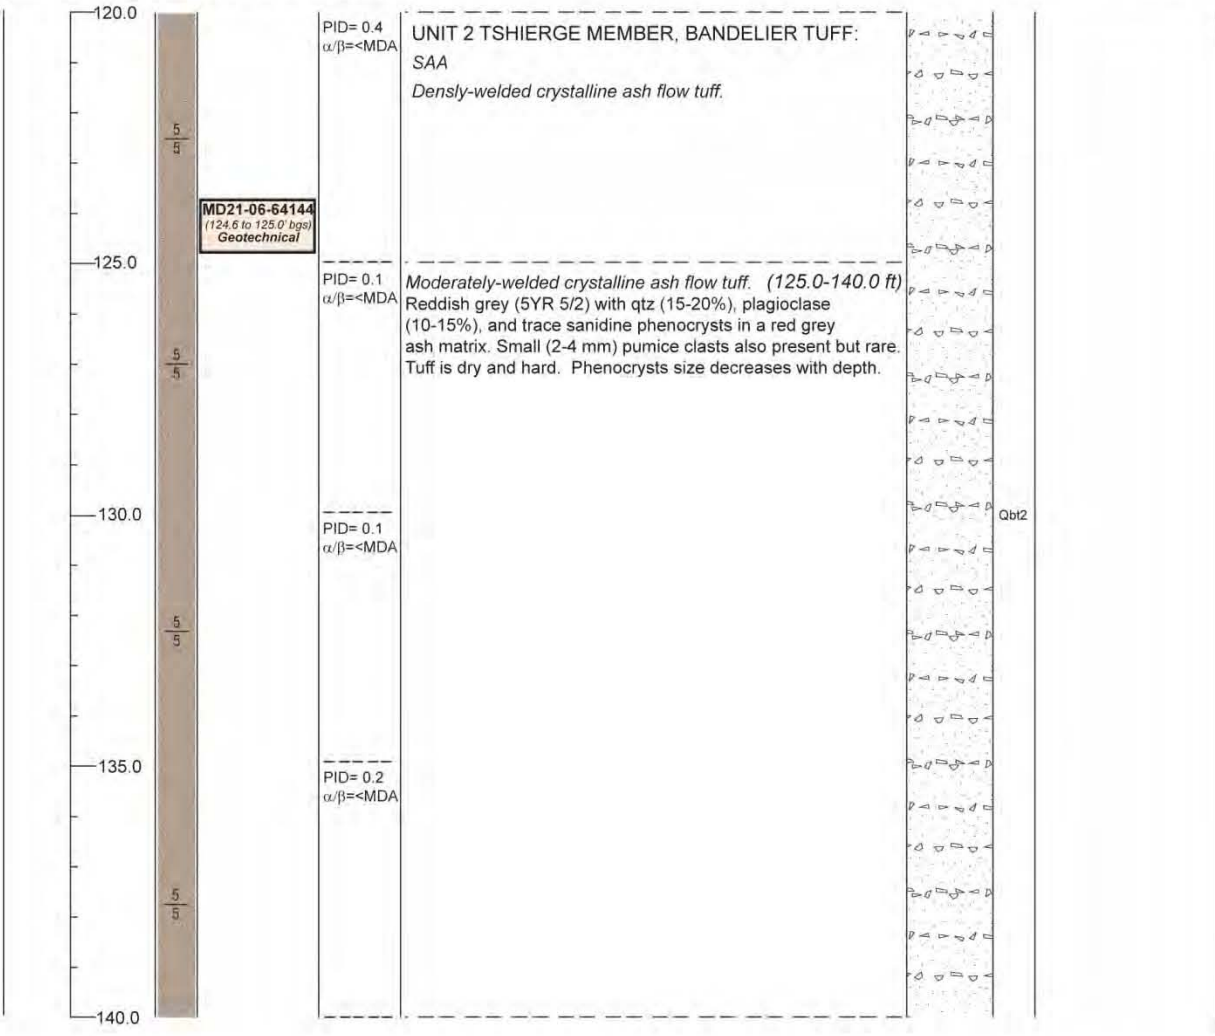 120.0
PID= 0.4
α/β=<MDA
UNIT 2 TSHIERGE MEMBER, BANDELIER TUFF:
SAA
Densly-welded crystalline ash flow tuff.
5
5
MD21-06-64144
(124.6 to 125.0' bgs)
Geotechnical
125.0
PID= 0.1
α/β=<MDA
Moderately-welded crystalline ash flow tuff. (125.0-140.0 ft)
Reddish grey (5YR 5/2) with qtz (15-20%), plagioclase
(10-15%), and trace sanidine phenocrysts in a red grey
ash matrix. Small (2-4 mm) pumice clasts also present but rare.
Tuff is dry and hard. Phenocrysts size decreases with depth.
5
5
130.0
PID= 0.1
α/β=<MDA
Qbt2
5
5
135.0
PID= 0.2
α/β=<MDA
5
5
140.0